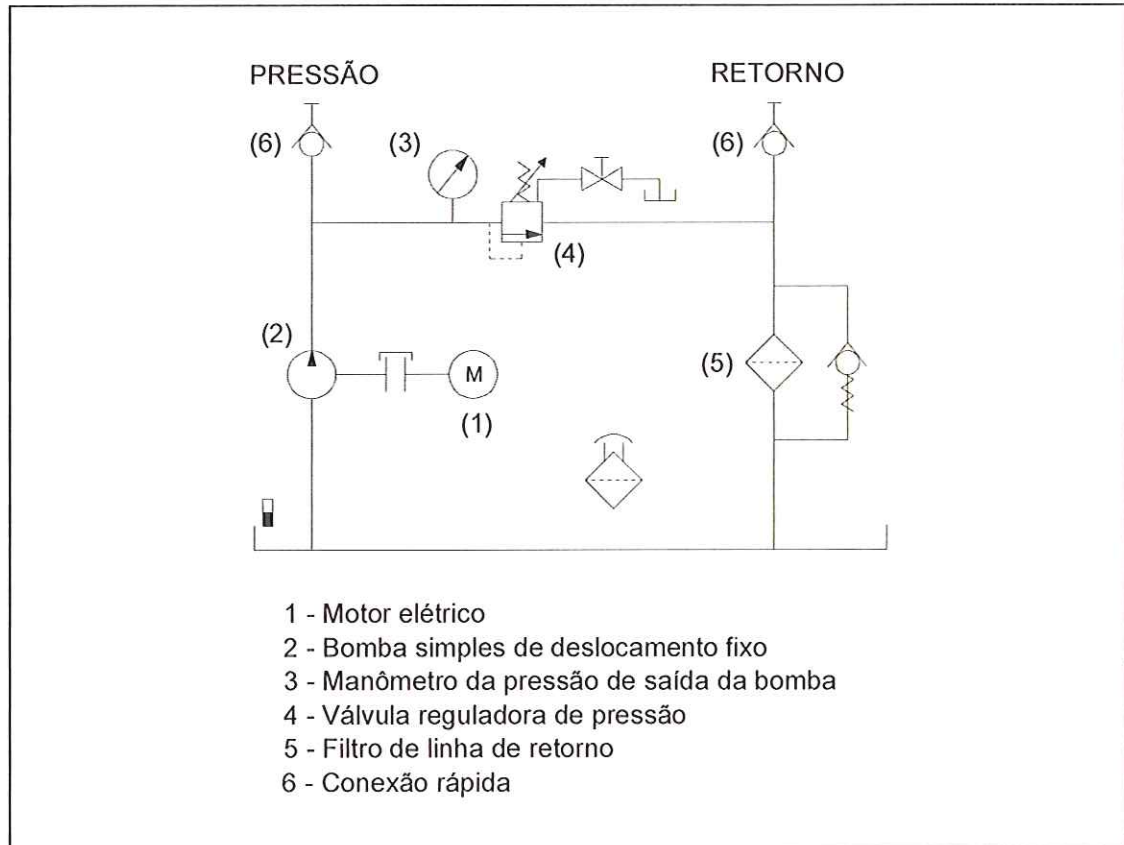 PRESSÃO
RETORNO
(6)
(3)
(6)
(4)
(2)
(5)
M
(1)
1 - Motor elétrico
2 - Bomba simples de deslocamento fixo
3 - Manômetro da pressão de saída da bomba
4 - Válvula reguladora de pressão
5 - Filtro de linha de retorno
6 - Conexão rápida